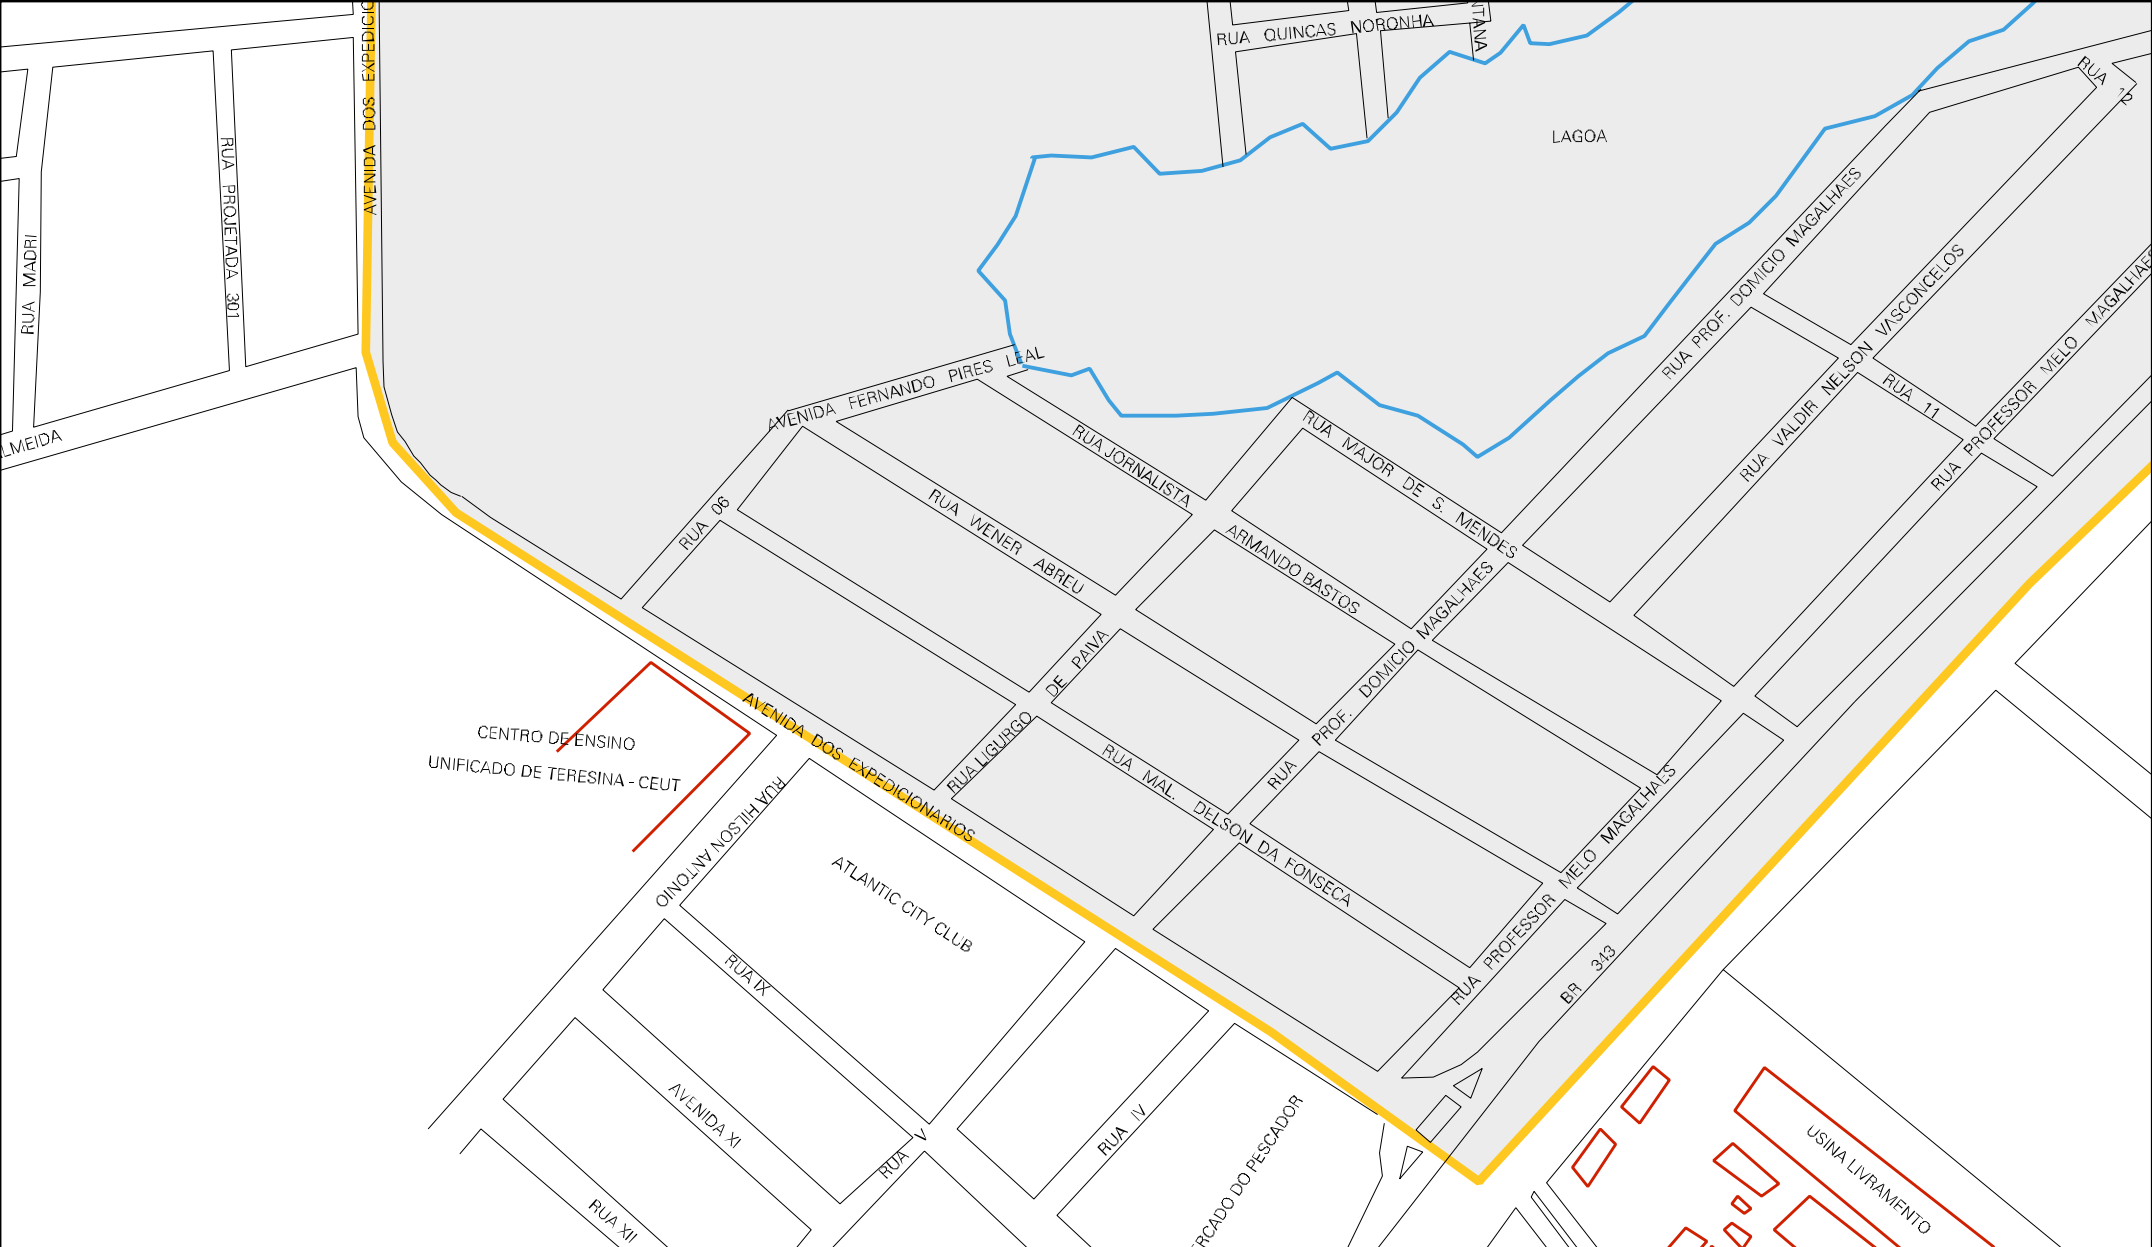 RUA QUINCAS NORONHA
NTANA
AVENIDA DOS EXPEDICIO
RUA 12
LAGOA
RUA PROJETADA 301
RUA MADRI
LMEIDA
RUA PROF. DOMICIO MAGALHAES
RUA VALDIR NELSON VASCONCELOS
RUA PROFESSOR MELO MAGALHAES
RUA 11
AVENIDA FERNANDO PIRES LEAL
RUA JORNALISTA
ARMANDO BASTOS
RUA MAJOR DE S. MENDES
RUA 06
RUA WENER ABREU
RUA LIGURGO DE PAIVA
RUA PROF. DOMICIO MAGALHAES
RUA MAL. DELSON DA FONSECA
RUA PROFESSOR MELO MAGALHAES
BR 343
AVENIDA DOS EXPEDICIONARIOS
CENTRO DE ENSINO
UNIFICADO DE TERESINA - CEUT
RUA HILSON ANTONIO
ATLANTIC CITY CLUB
RUA IX
AVENIDA XI
RUA XII
RUA V
RUA IV
ERCADO DO PESCADOR
USINA LIVRAMENTO